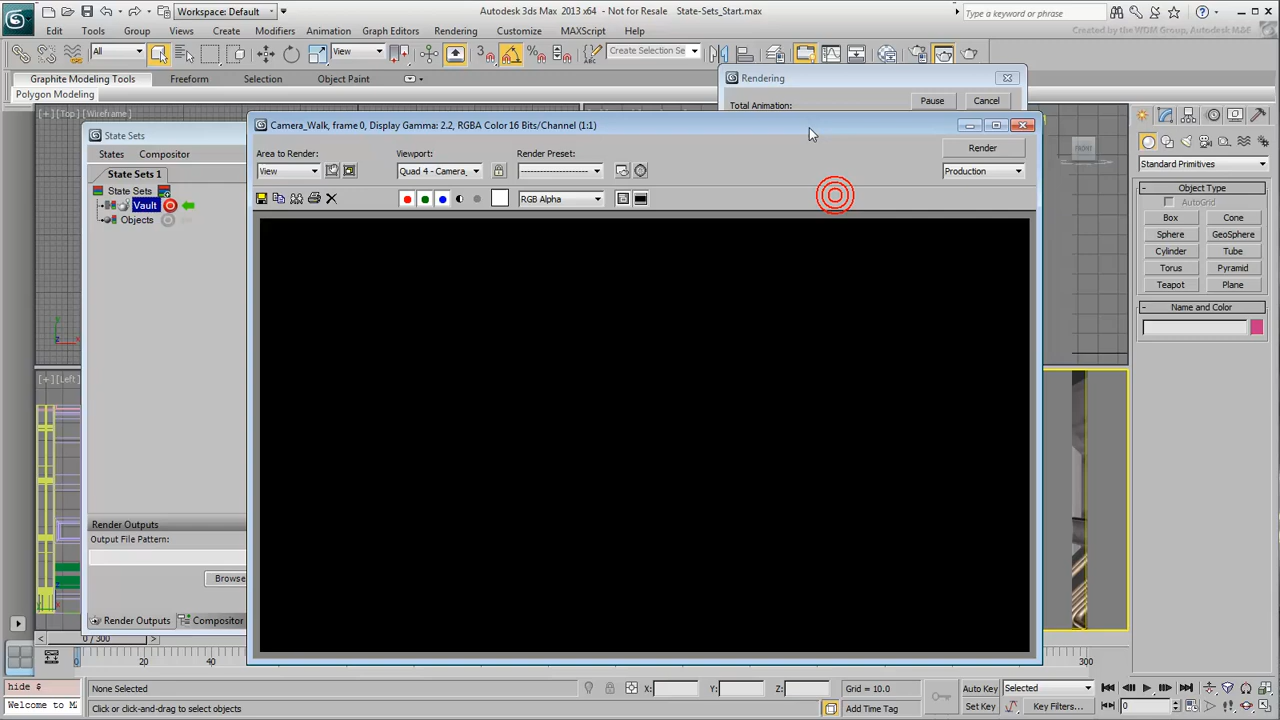 Workspace: Default
Autodesk 3ds Max 2013 x64 - Not for Resale State-Sets_Start.max
Type a keyword or phrase
Edit Tools Group Views Create Modifiers Animation Graph Editors Rendering Customize MAXScript Help
Created by the WDM Group, Autodesk M&E
All
View
Create Selection Se
Graphite Modeling Tools Freeform Selection Object Paint
Polygon Modeling
Rendering
Total Animation:
Pause
Cancel
[+] [Top] [Wireframe]
State Sets
States Compositor
State Sets 1
State Sets
Vault
Objects
Camera_Walk, frame 0, Display Gamma: 2.2, RGBA Color 16 Bits/Channel (1:1)
Area to Render:
View
Viewport:
Quad 4 - Camera_
Render Preset:
--------------------
Render
Production
RGB Alpha
FRONT
Standard Primitives
Object Type
AutoGrid
Box Cone
Sphere GeoSphere
Cylinder Tube
Torus Pyramid
Teapot Plane
Name and Color
[+] [Left]
Render Outputs
Output File Pattern:
Browse
Render Outputs Compositor
0 / 300
0 20 40 300
hide $
Welcome to M
None Selected
Click or click-and-drag to select objects
X: Y: Z:
Grid = 10.0
Add Time Tag
Auto Key
Selected
Set Key
Key Filters...
0